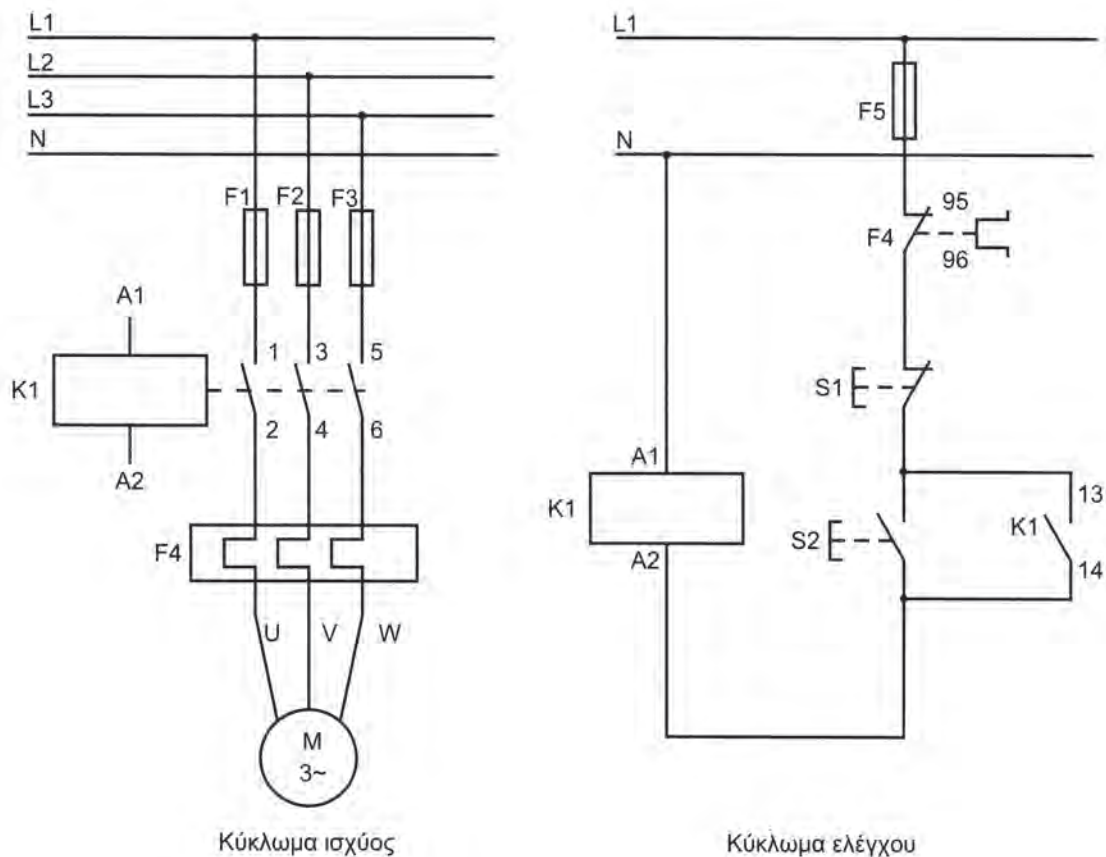 L1
L2
L3
N
F1 F2 F3
A1
K1
A2
1 3 5
2 4 6
F4
U V W
M
3~
Κύκλωμα ισχύος
L1
F5
N
95
F4
96
S1
A1
K1
A2
S2
13
K1
14
Κύκλωμα ελέγχου